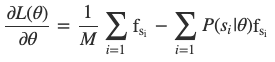 ∂L(θ)/∂θ = 1/M ∑_{i=1} f_{s_i} − ∑_{i=1} P(s_i|θ)f_{s_i}